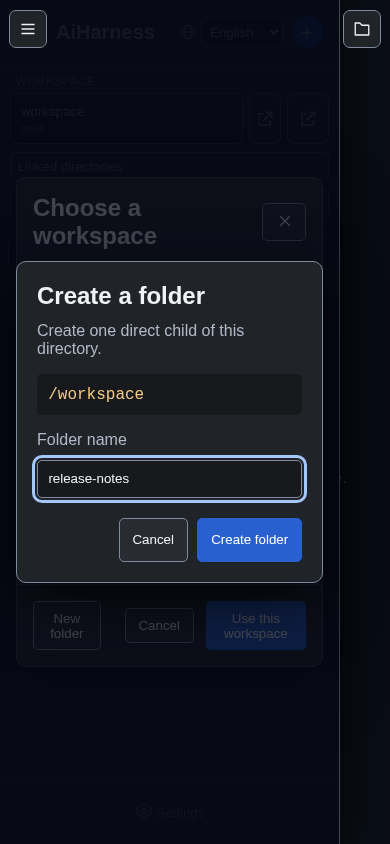 AiHarness
English
WORKSPACE
workspace
main
Linked directories
Choose a
workspace
Create a folder
Create one direct child of this
directory.
/workspace
Folder name
release-notes
Cancel
Create folder
New
folder
Cancel
Use this
workspace
Settings